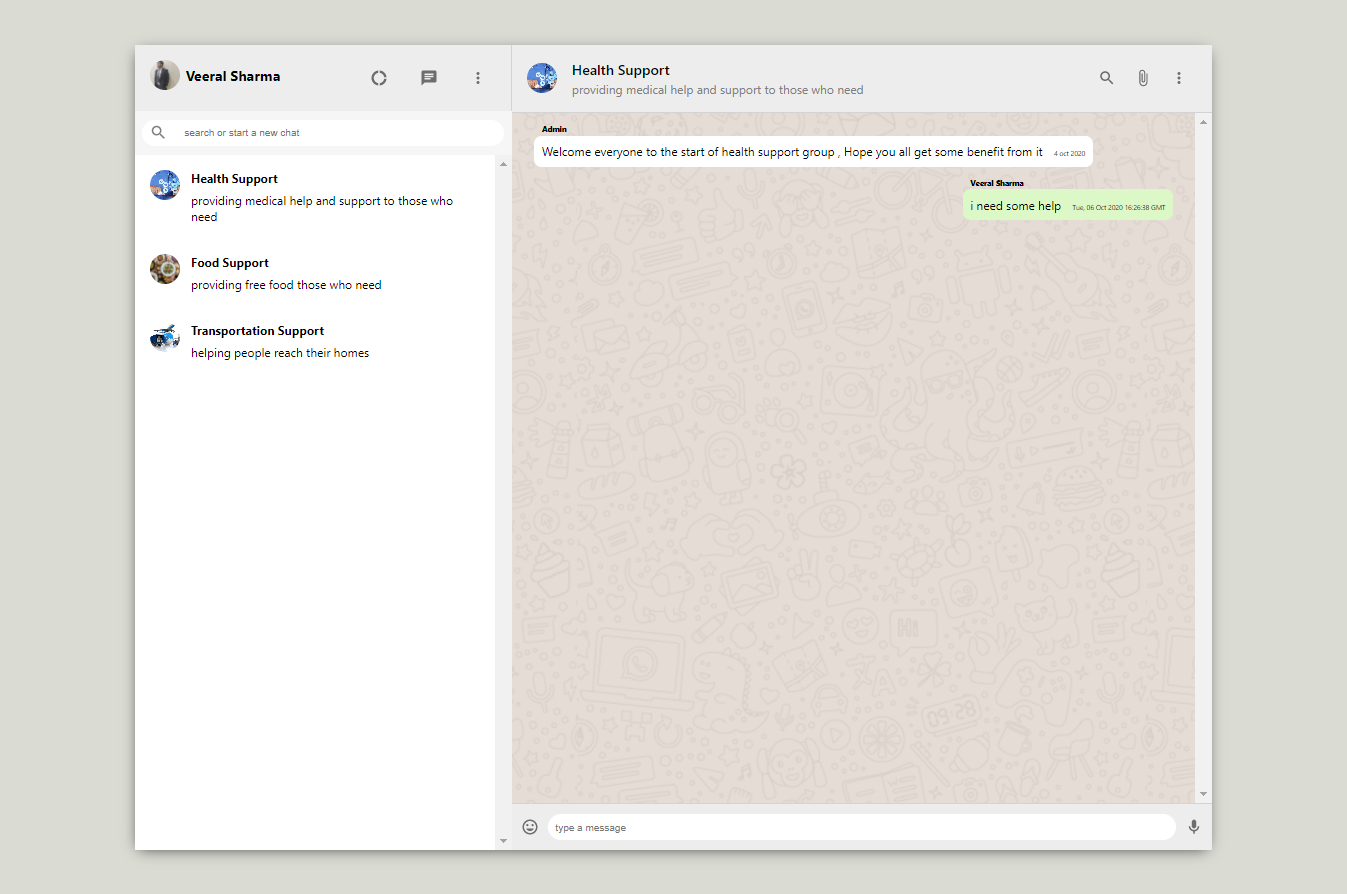 Veeral Sharma
search or start a new chat
Health Support
providing medical help and support to those who
need
Food Support
providing free food those who need
Transportation Support
helping people reach their homes
Health Support
providing medical help and support to those who need
Admin
Welcome everyone to the start of health support group , Hope you all get some benefit from it 4 oct 2020
Veeral Sharma
i need some help Tue, 06 Oct 2020 16:26:38 GMT
Hi
09:28
type a message